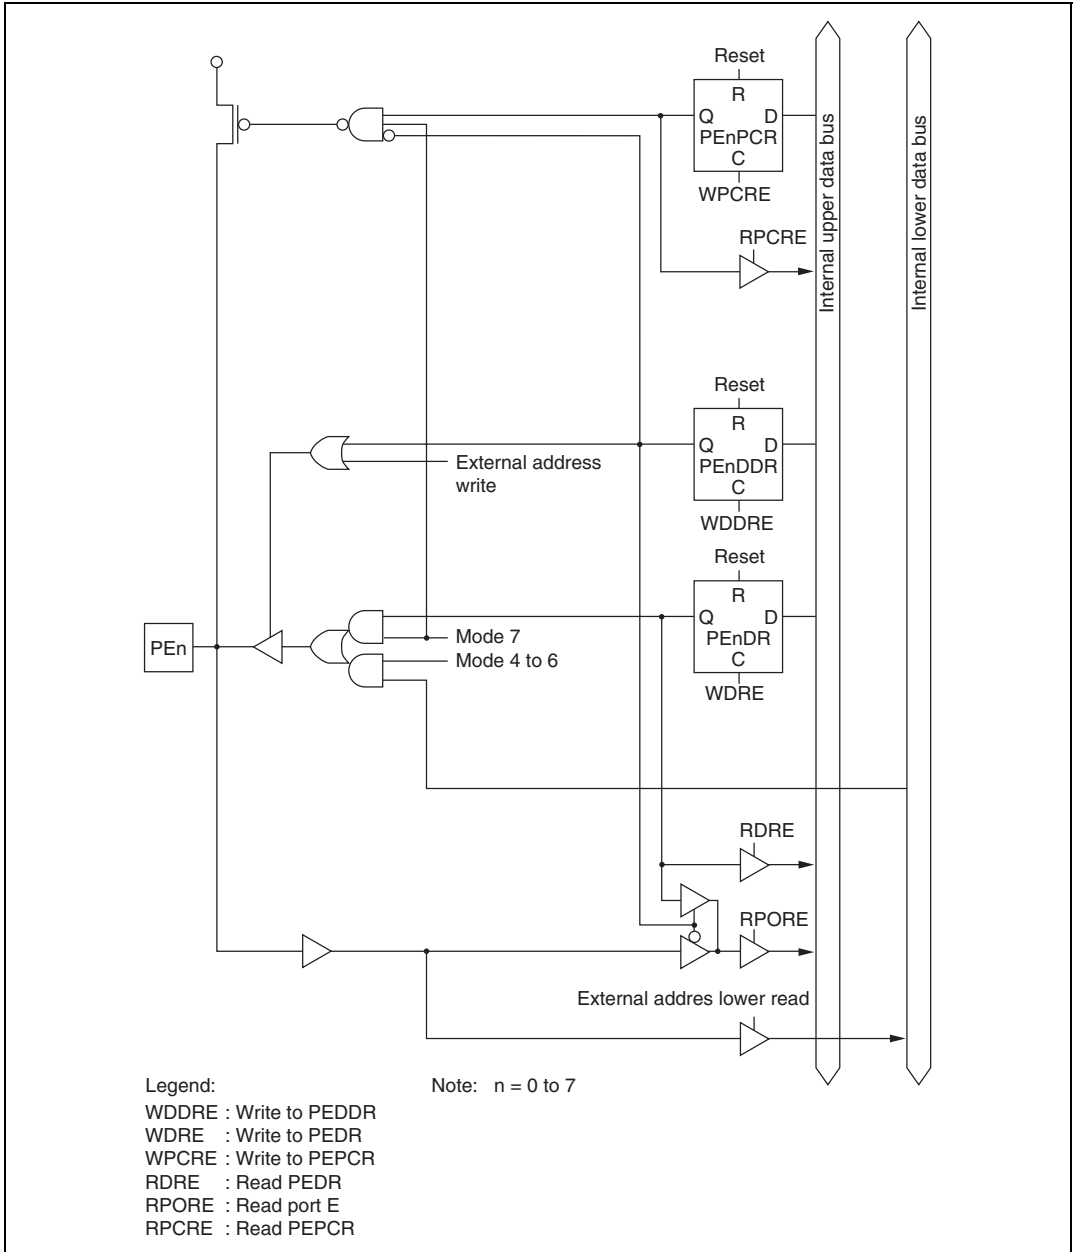 Reset
R
Q D
PEnPCR
C
WPCRE
RPCRE
Internal upper data bus
Internal lower data bus
Reset
R
Q D
PEnDDR
C
WDDRE
External address
write
Reset
R
Q D
PEnDR
C
WDRE
PEn
Mode 7
Mode 4 to 6
RDRE
RPORE
External addres lower read
Legend:
WDDRE : Write to PEDDR
WDRE : Write to PEDR
WPCRE : Write to PEPCR
RDRE : Read PEDR
RPORE : Read port E
RPCRE : Read PEPCR
Note: n = 0 to 7